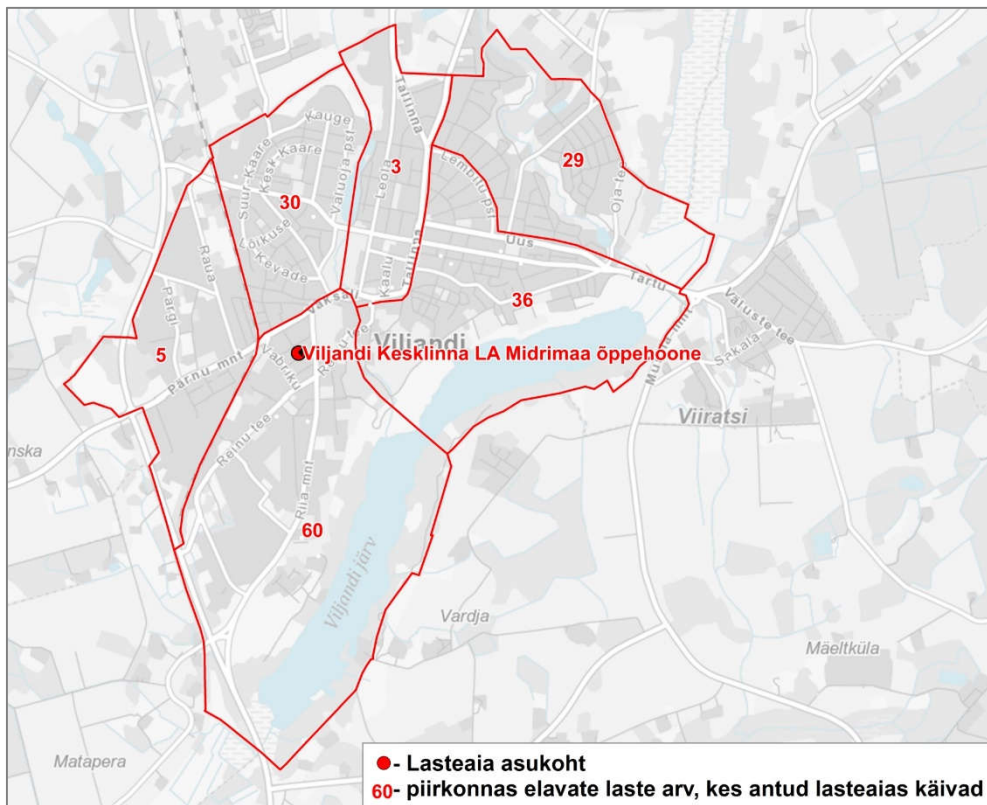 Tallinna
Kauge
Kesk-Kaare
Suur-Kaare
Valuoja-pst
Leola
3
Lembitu-pst
29
Oja-tee
30
Lõikuse
Kevade
Raua
Uus
Pargi
Kaalu
Tallinna
Tartu
36
Vaksali
Valuste-tee
Sakala
5
Pärnu-mnt
Vabriku
Viljandi
Viljandi Kesklinna LA Midrimaa õppehoone
Viiratsi
Reinu-tee
Riia-mnt
60
Viljandi järv
Vardja
Mäeltküla
Matapera
- Lasteaia asukoht
60- piirkonnas elavate laste arv, kes antud lasteaias käivad